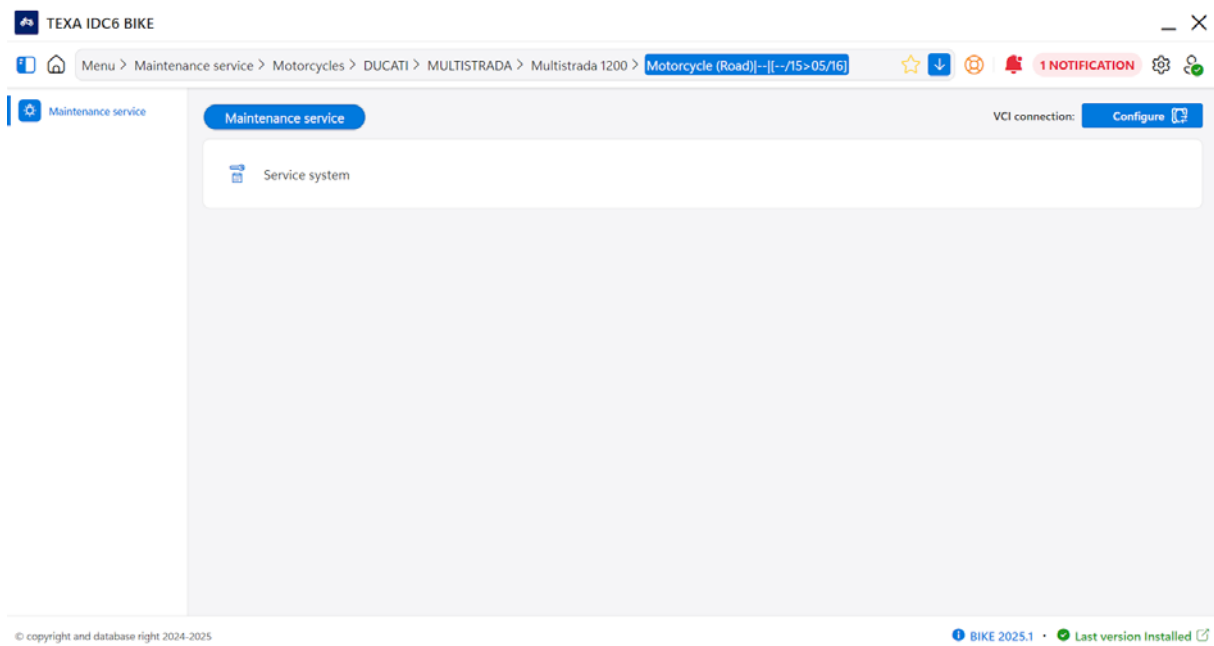 TEXA IDC6 BIKE
Menu > Maintenance service > Motorcycles > DUCATI > MULTISTRADA > Multistrada 1200 > Motorcycle (Road)|--|[--/15>05/16]
1 NOTIFICATION
Maintenance service
Maintenance service
VCI connection:
Configure
Service system
© copyright and database right 2024-2025
BIKE 2025.1 • Last version Installed